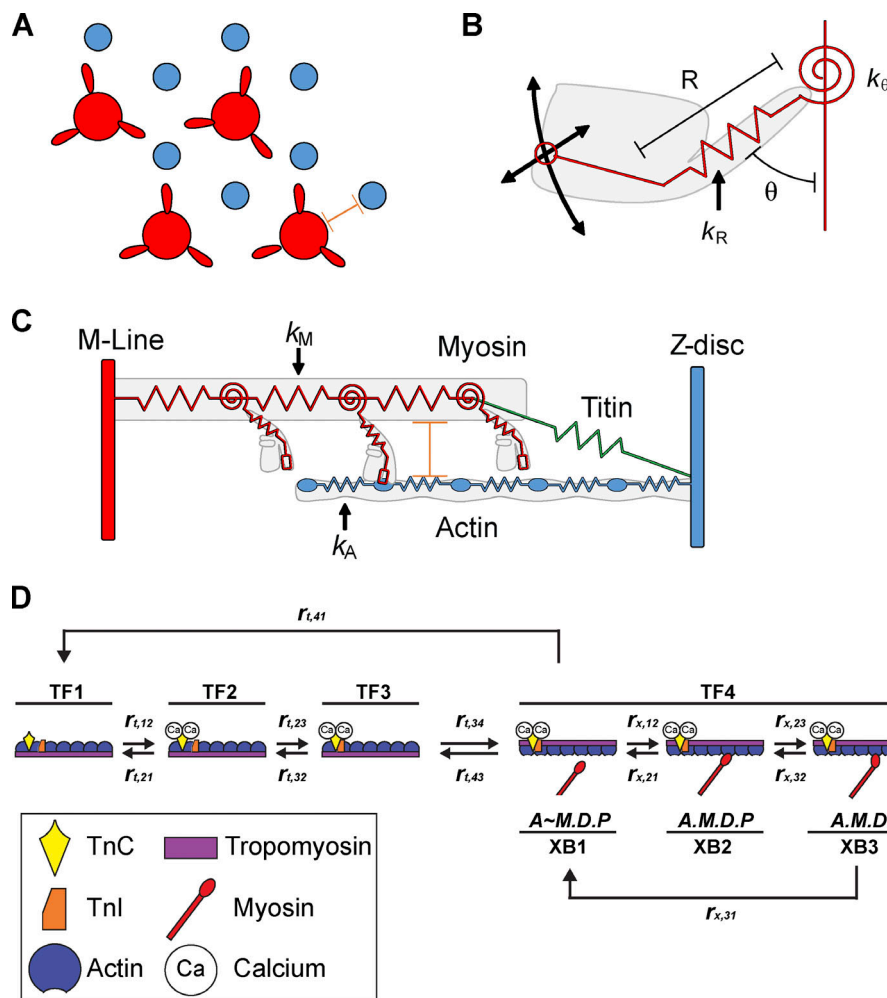 A
B
R
kθ
θ
kR
C
M-Line
kM
Myosin
Z-disc
Titin
Actin
kA
D
rt,41
TF1
TF2
TF3
TF4
rt,12
rt,23
rt,34
rx,12
rx,23
Ca Ca
Ca Ca
Ca Ca
Ca Ca
Ca Ca
rt,21
rt,32
rt,43
rx,21
rx,32
A~M.D.P
A.M.D.P
A.M.D
XB1
XB2
XB3
rx,31
TnC
Tropomyosin
TnI
Myosin
Actin
Ca
Calcium